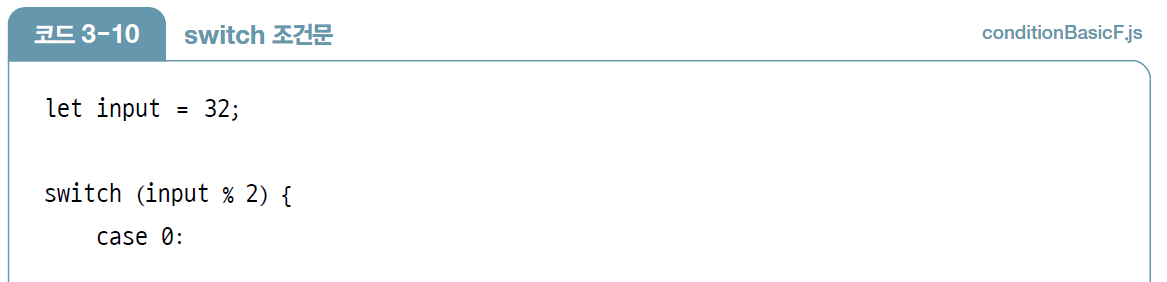 코드 3-10 switch 조건문 conditionBasicF.js
let input = 32;
switch (input % 2) {
case 0: